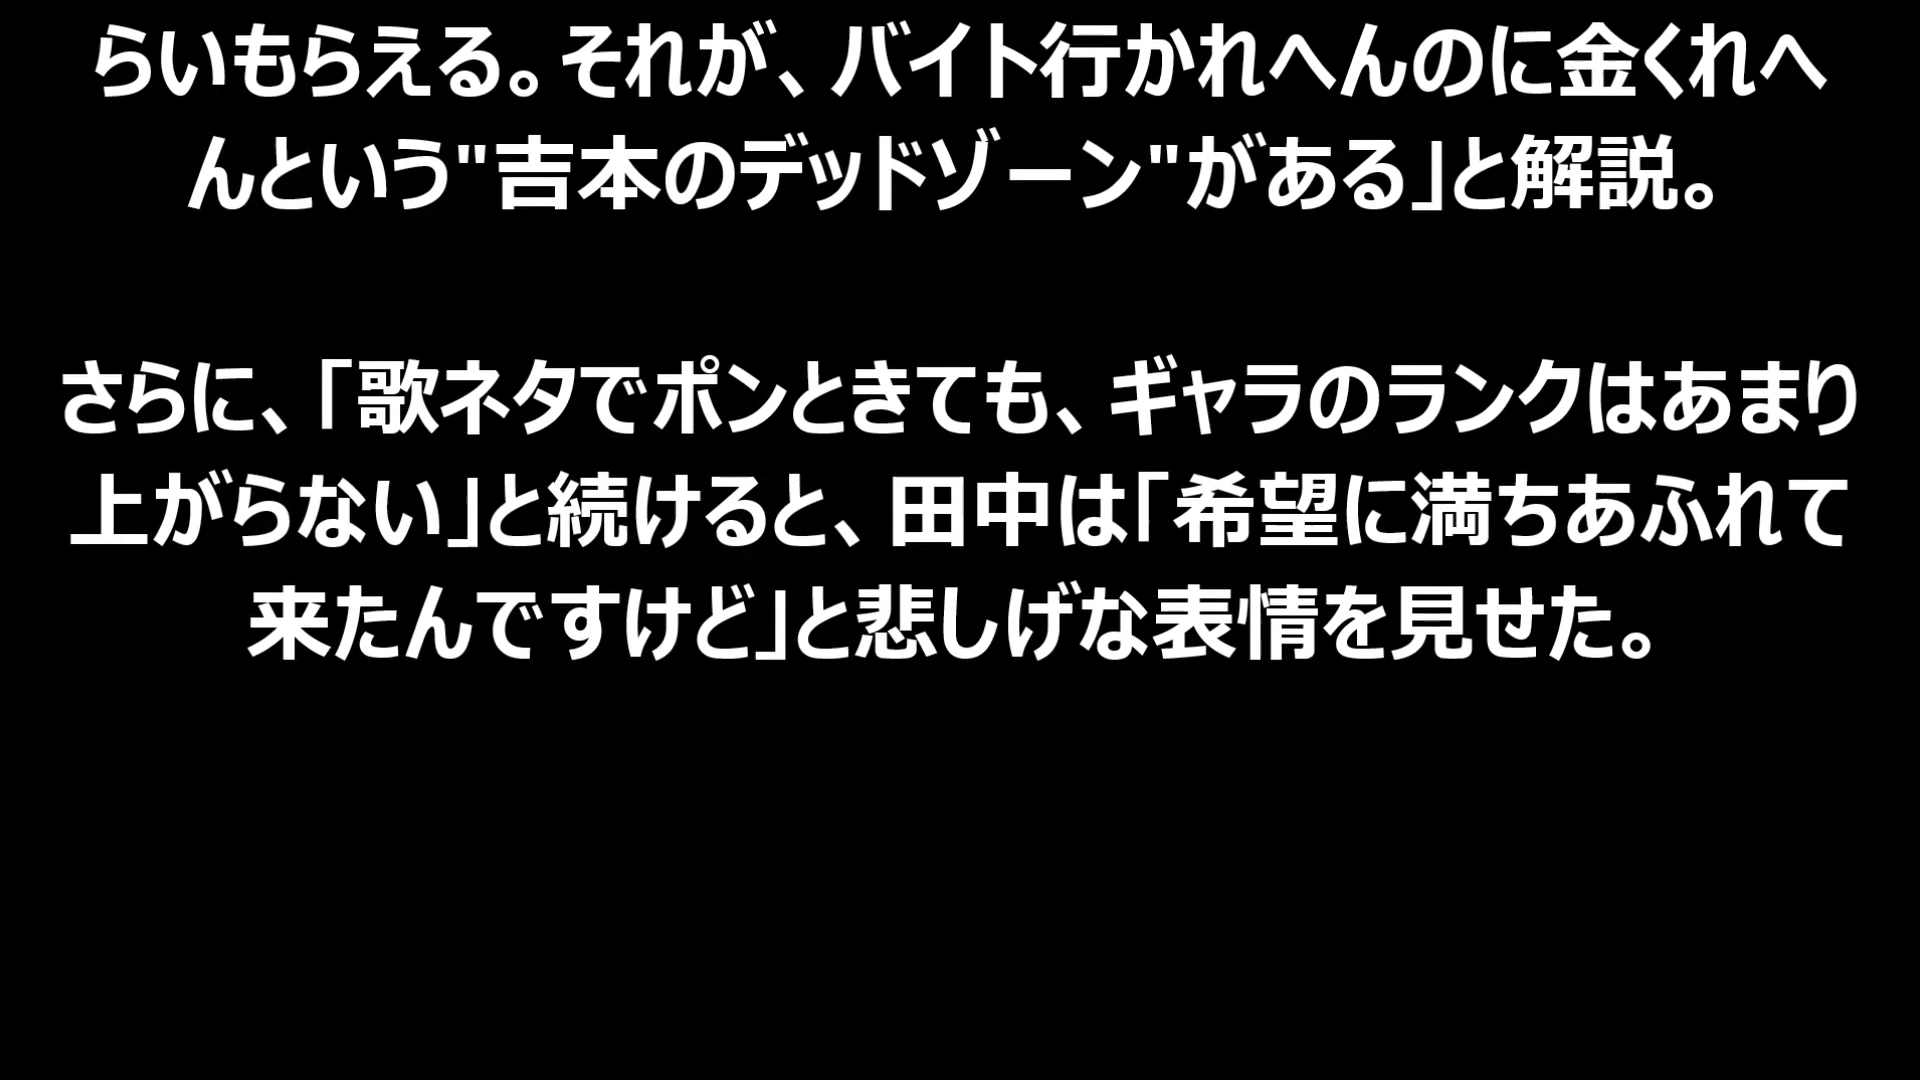 らいもらえる。それが、バイト行かれへんのに金くれへ
んという"吉本のデッドゾーン"がある」と解説。
さらに、「歌ネタでポンときても、ギャラのランクはあまり
上がらない」と続けると、田中は「希望に満ちあふれて
来たんですけど」と悲しげな表情を見せた。